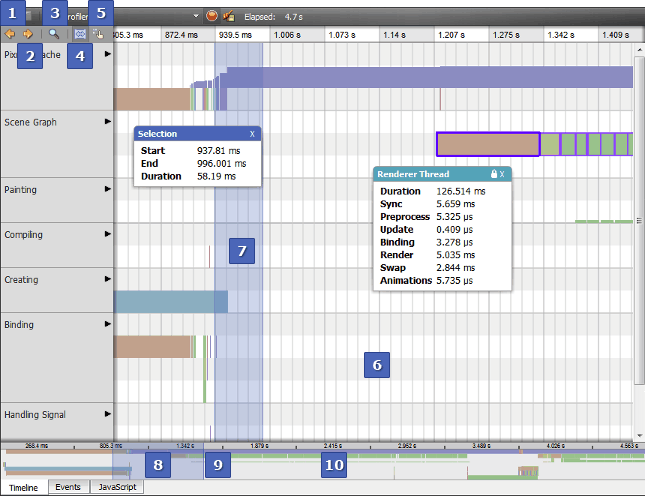 1 3 5
rofiler Elapsed: 4.7 s
2 4
805.3 ms 872.4 ms 939.5 ms 1.006 s 1.073 s 1.14 s 1.207 s 1.275 s 1.342 s 1.409 s
Scene Graph
Selection X
Start 937.81 ms
End 996.001 ms
Duration 58.19 ms
Renderer Thread X
Duration 126.514 ms
Sync 5.659 ms
Preprocess 5.325 µs
Update 0.409 µs
Binding 3.278 µs
Render 5.035 ms
Swap 2.844 ms
Animations 5.735 µs
Painting
Compiling
7
Creating
Binding
6
Handling Signal
268.4 ms 805.3 ms 1.342 s 1.879 s 2.415 s 2.952 s 3.489 s 4.026 s 4.563 s
8 9 10
Timeline Events JavaScript